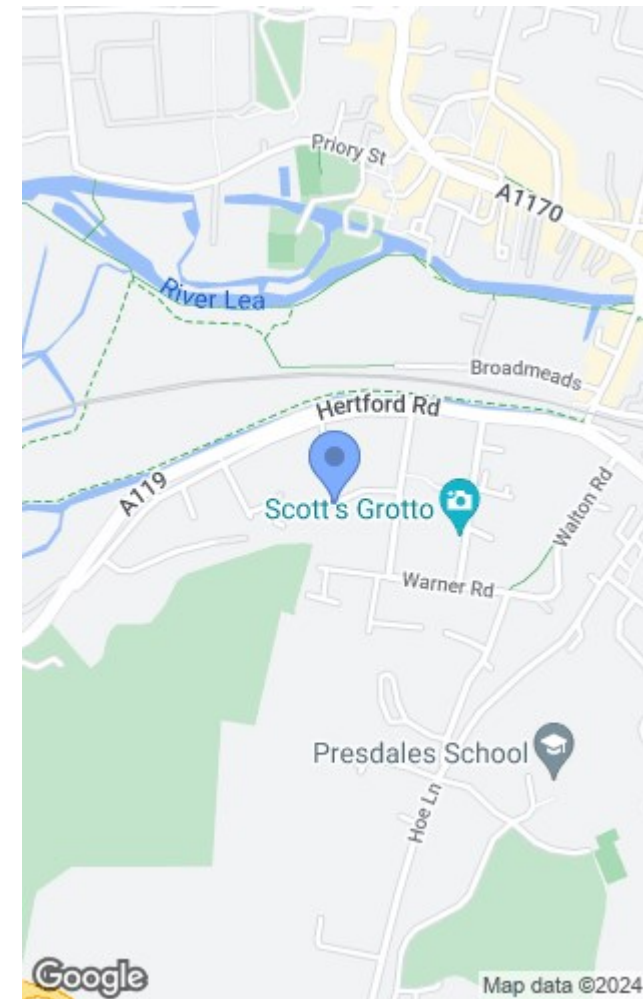 Priory St
A1170
River Lea
Broadmeads
Hertford Rd
A119
Scott's Grotto
Walton Rd
Warner Rd
Presdales School
Hoe Ln
Google
Map data ©2024